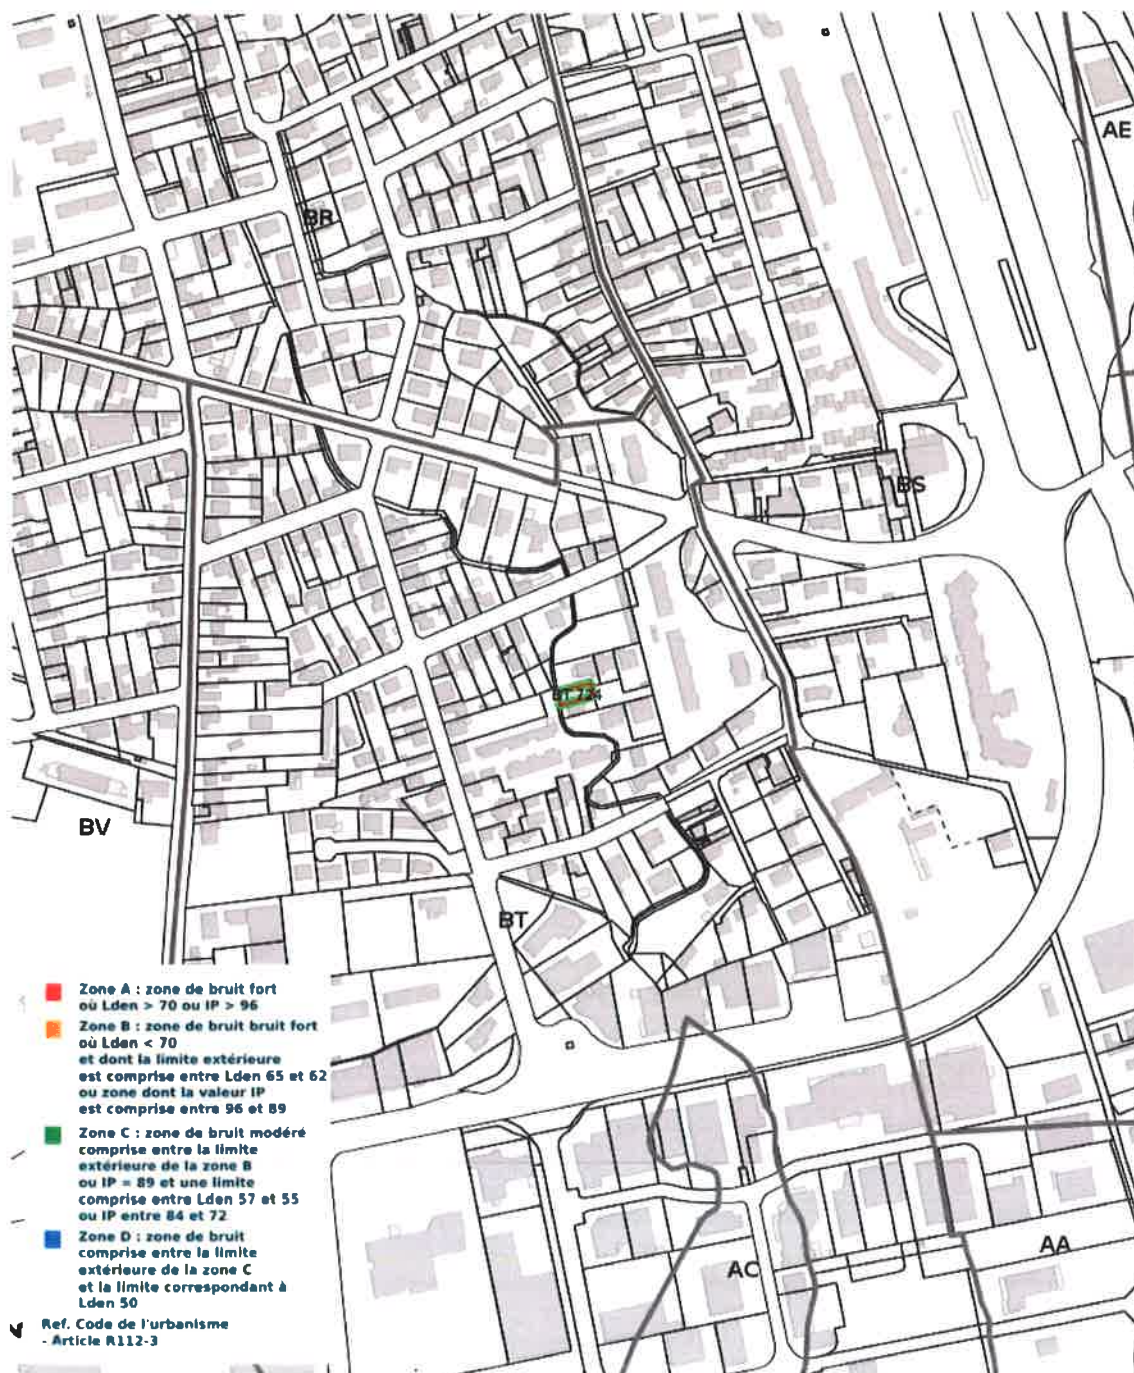 AE
BR
BS
BT 724
BV
BT
Zone A : zone de bruit fort
où Lden > 70 ou IP > 96
Zone B : zone de bruit bruit fort
où Lden < 70
et dont la limite extérieure
est comprise entre Lden 65 et 62
ou zone dont la valeur IP
est comprise entre 96 et 89
Zone C : zone de bruit modéré
comprise entre la limite
extérieure de la zone B
ou IP = 89 et une limite
comprise entre Lden 57 et 55
ou IP entre 84 et 72
Zone D : zone de bruit
comprise entre la limite
extérieure de la zone C
et la limite correspondant à
Lden 50
Ref. Code de l'urbanisme
- Article R112-3
AC
AA